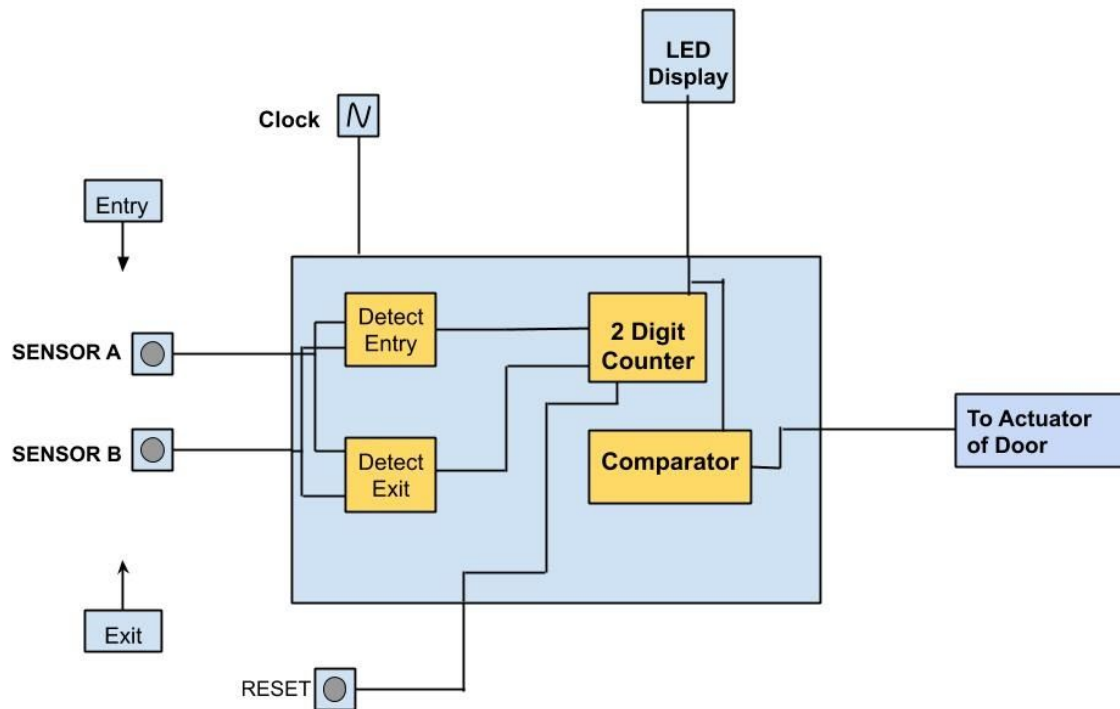 LED
Display
Clock
Entry
Detect
Entry
2 Digit
Counter
SENSOR A
To Actuator
of Door
SENSOR B
Detect
Exit
Comparator
Exit
RESET